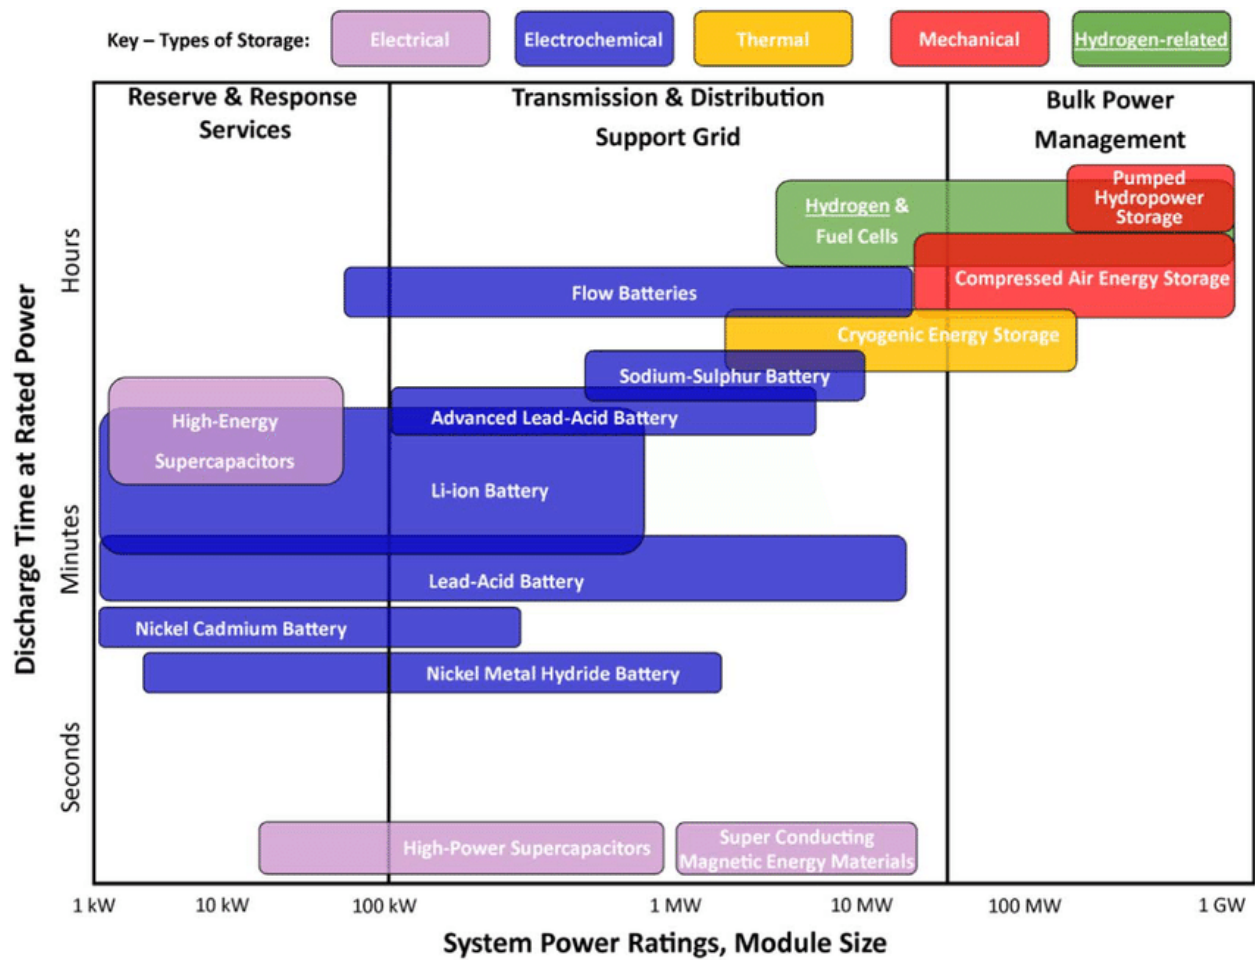 Key – Types of Storage:
Electrical
Electrochemical
Thermal
Mechanical
Hydrogen-related
Reserve & Response
Services
Transmission & Distribution
Support Grid
Bulk Power
Management
Pumped
Hydropower
Storage
Hydrogen &
Fuel Cells
Compressed Air Energy Storage
Flow Batteries
Cryogenic Energy Storage
Sodium-Sulphur Battery
Advanced Lead-Acid Battery
High-Energy
Supercapacitors
Li-ion Battery
Lead-Acid Battery
Nickel Cadmium Battery
Nickel Metal Hydride Battery
High-Power Supercapacitors
Super Conducting
Magnetic Energy Materials
Discharge Time at Rated Power
Hours
Minutes
Seconds
1 kW
10 kW
100 kW
1 MW
10 MW
100 MW
1 GW
System Power Ratings, Module Size